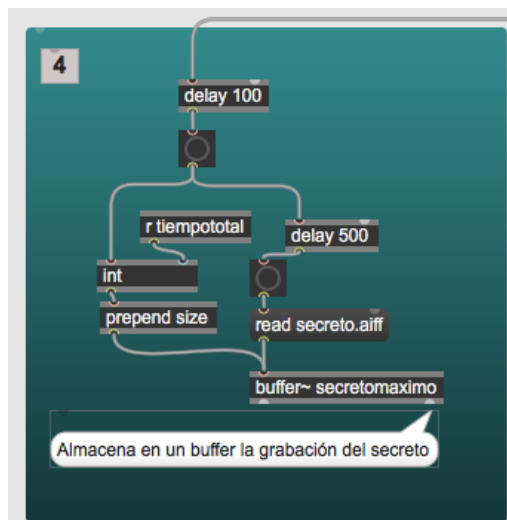 4
delay 100
r tiempototal
delay 500
int
prepend size
read secreto.aiff
buffer~ secretomaximo
Almacena en un buffer la grabación del secreto